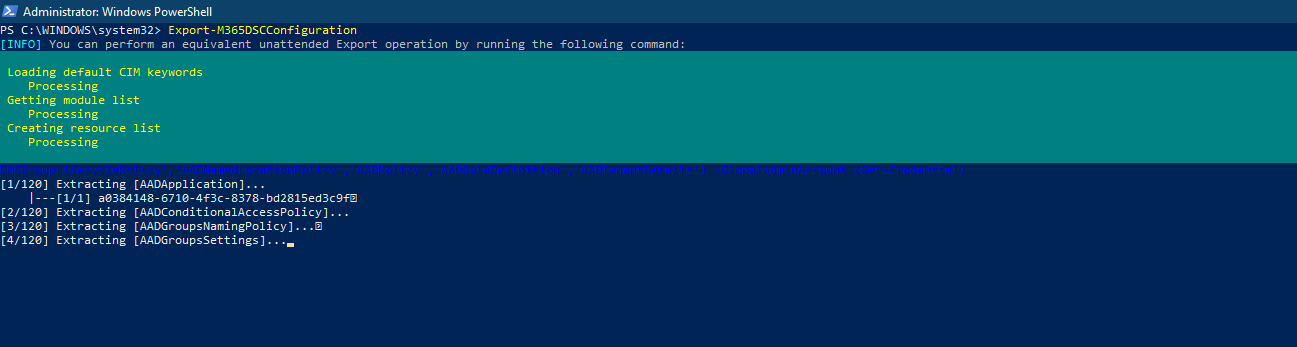 Administrator: Windows PowerShell
PS C:\WINDOWS\system32> Export-M365DSCConfiguration
[INFO] You can perform an equivalent unattended Export operation by running the following command:
Loading default CIM keywords
Processing
Getting module list
Processing
Creating resource list
Processing
[1/120] Extracting [AADApplication]...
|---[1/1] a0384148-6710-4f3c-8378-bd2815ed3c9f
[2/120] Extracting [AADConditionalAccessPolicy]...
[3/120] Extracting [AADGroupsNamingPolicy]...
[4/120] Extracting [AADGroupsSettings]...